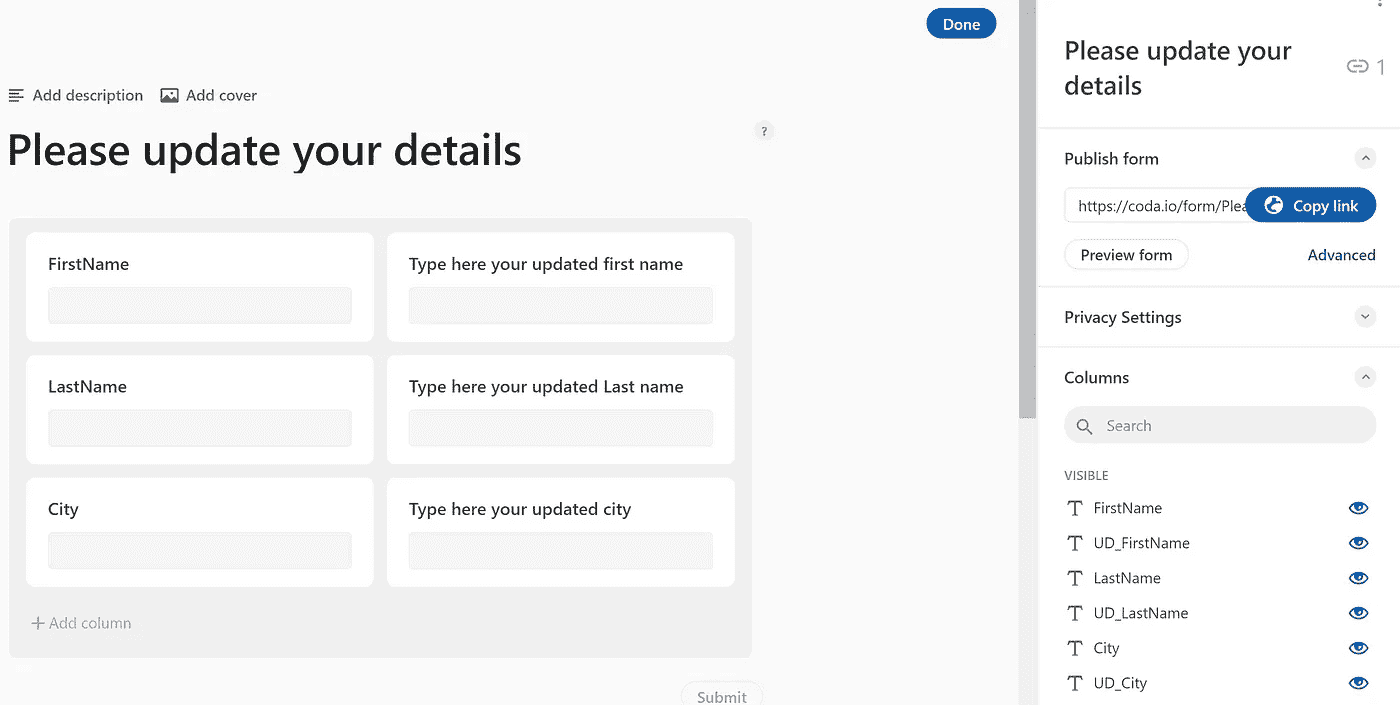 Done
Add description Add cover
Please update your details
?
FirstName
Type here your updated first name
LastName
Type here your updated Last name
City
Type here your updated city
+ Add column
Submit
Please update your
details
1
Publish form
https://coda.io/form/Plea
Copy link
Preview form
Advanced
Privacy Settings
Columns
Search
VISIBLE
T FirstName
T UD_FirstName
T LastName
T UD_LastName
T City
T UD_City